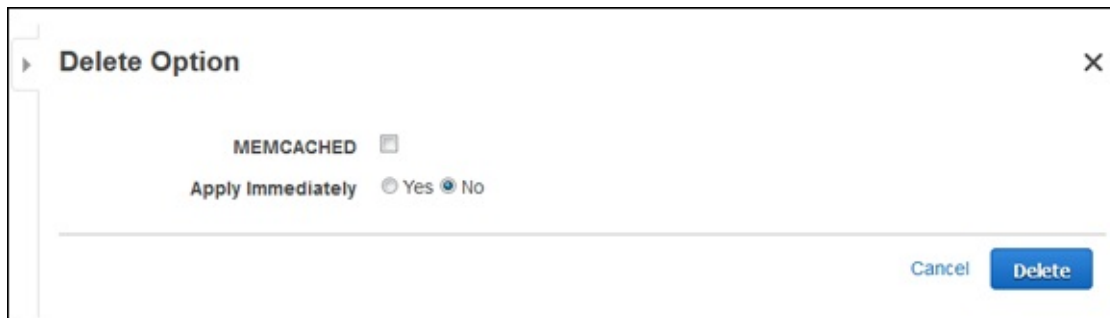 Delete Option
MEMCACHED
Apply Immediately Yes No
Cancel Delete